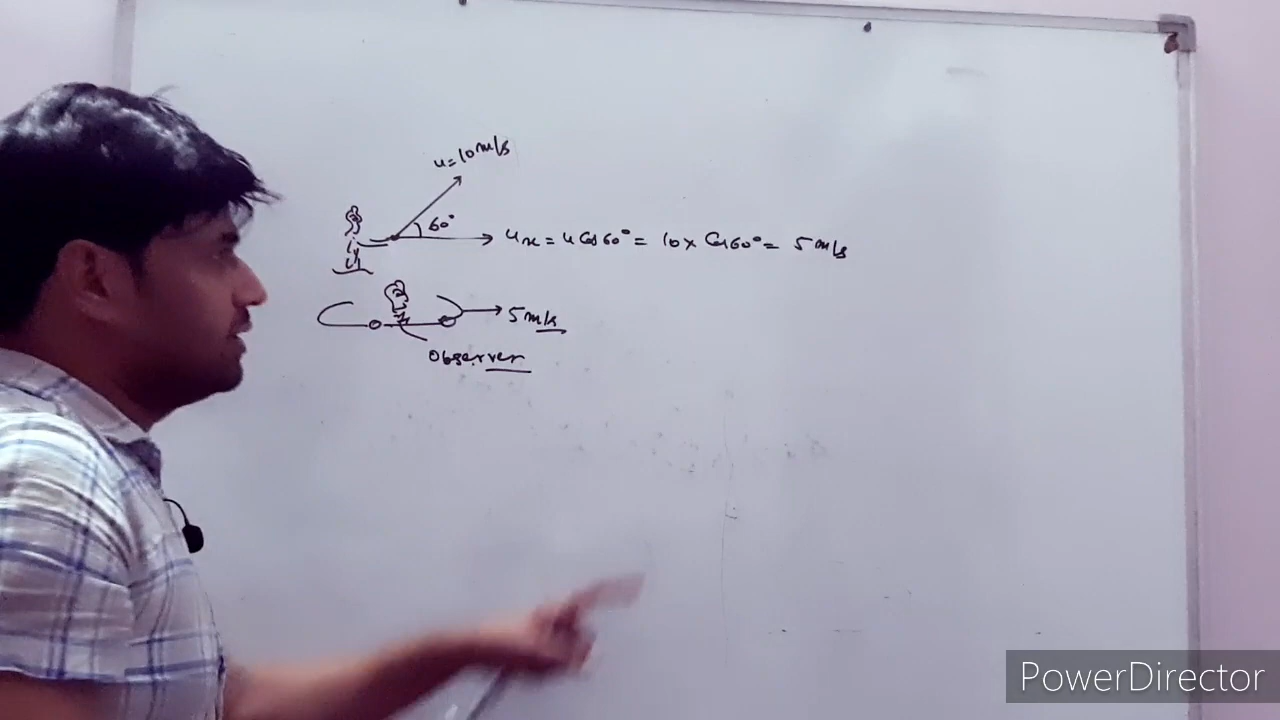 u=10m/s
60°
uₓ = u Cos60° = 10 × Cos60° = 5 m/s
5m/s
Observer
PowerDirector